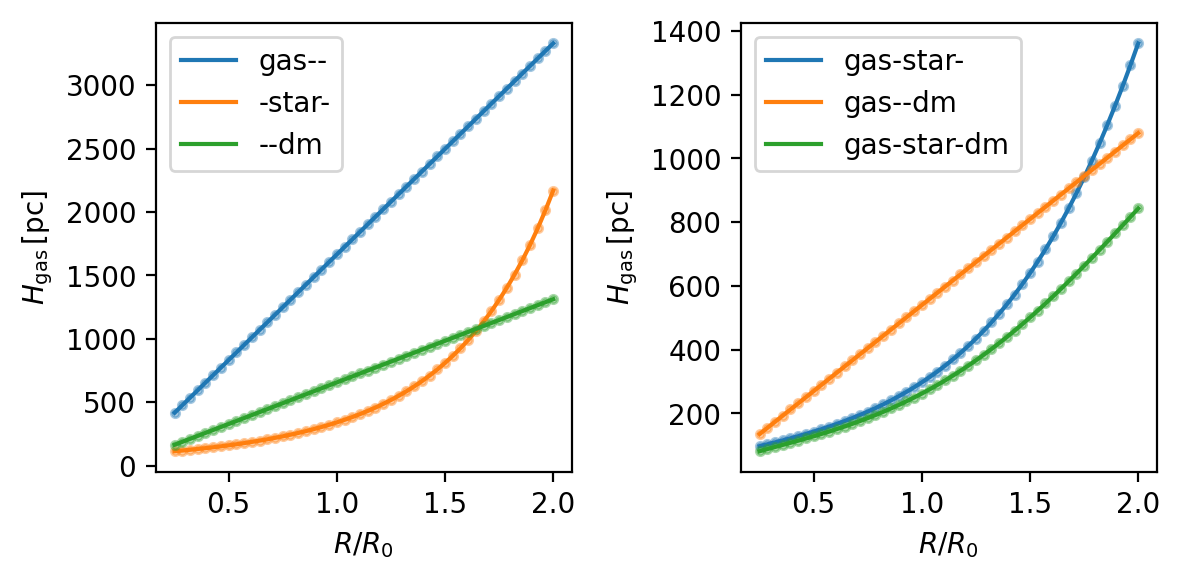 gas--
-star-
--dm
3000
2500
2000
1500
1000
500
0
H_gas [pc]
0.5 1.0 1.5 2.0
R/R_0
gas-star-
gas--dm
gas-star-dm
1400
1200
1000
800
600
400
200
H_gas [pc]
0.5 1.0 1.5 2.0
R/R_0